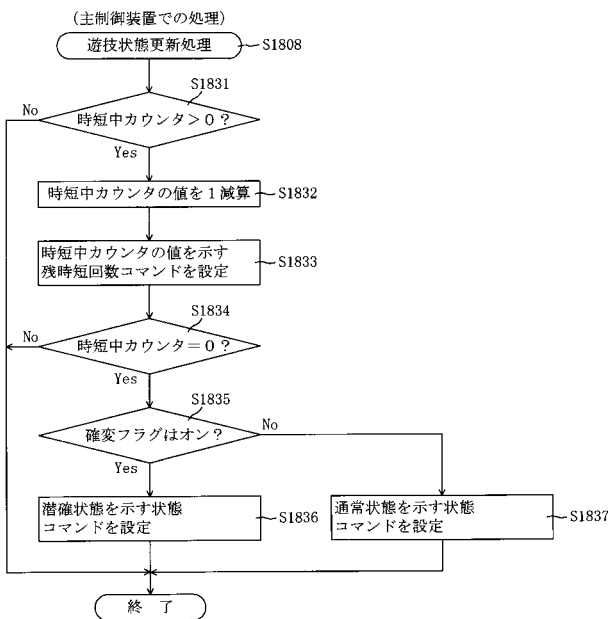 (主制御装置での処理)
遊技状態更新処理
S1808
S1831
No
時短中カウンタ>0?
Yes
時短中カウンタの値を1減算
S1832
時短中カウンタの値を示す
残時短回数コマンドを設定
S1833
S1834
No
時短中カウンタ=0?
Yes
S1835
No
確変フラグはオン?
Yes
潜確状態を示す状態
コマンドを設定
S1836
通常状態を示す状態
コマンドを設定
S1837
終 了